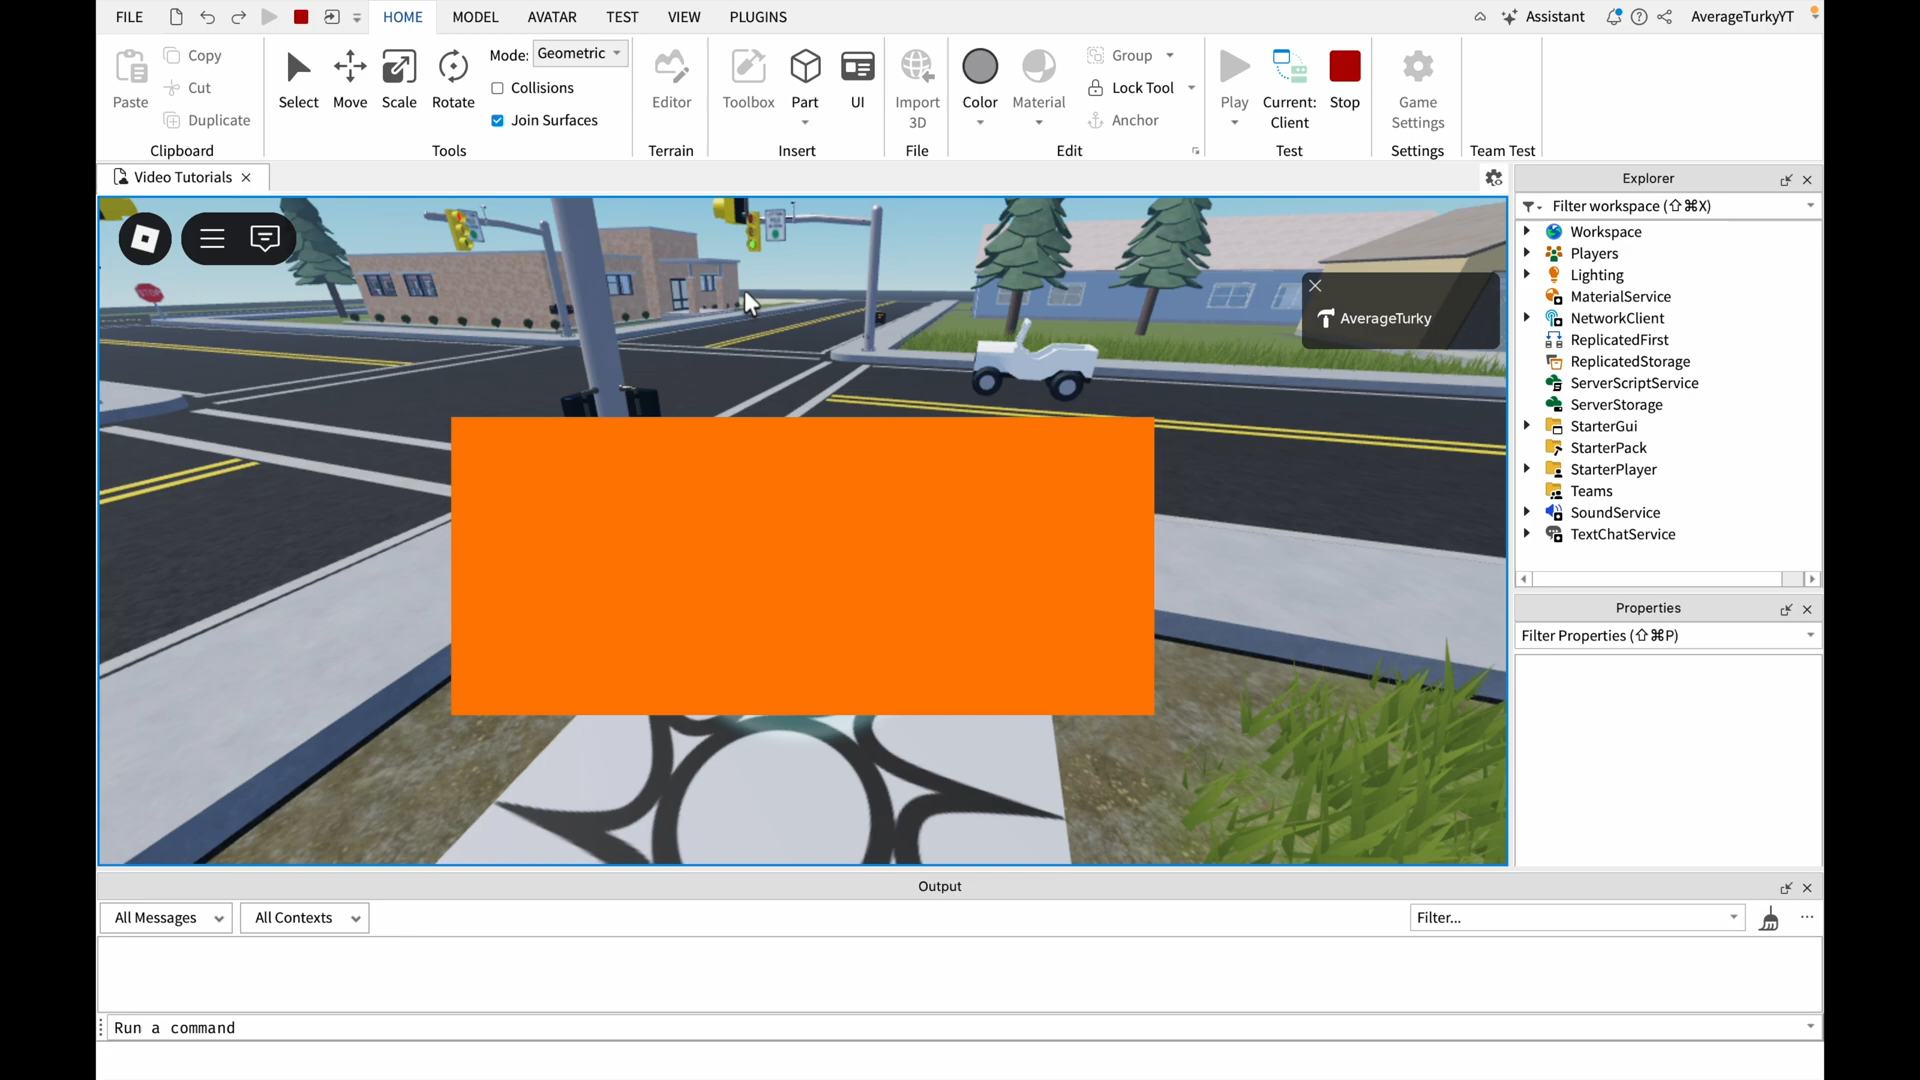 FILE
HOME
MODEL
AVATAR
TEST
VIEW
PLUGINS
Assistant
AverageTurkyYT
Paste
Copy
Cut
Duplicate
Clipboard
Select
Move
Scale
Rotate
Mode: Geometric
Collisions
Join Surfaces
Tools
Editor
Terrain
Toolbox
Part
UI
Insert
Import
3D
File
Color
Material
Group
Lock Tool
Anchor
Edit
Play
Current:
Client
Stop
Test
Game
Settings
Settings
Team Test
Video Tutorials
STOP
AverageTurky
Explorer
Filter workspace (⇧⌘X)
Workspace
Players
Lighting
MaterialService
NetworkClient
ReplicatedFirst
ReplicatedStorage
ServerScriptService
ServerStorage
StarterGui
StarterPack
StarterPlayer
Teams
SoundService
TextChatService
Properties
Filter Properties (⇧⌘P)
Output
All Messages
All Contexts
Filter...
Run a command